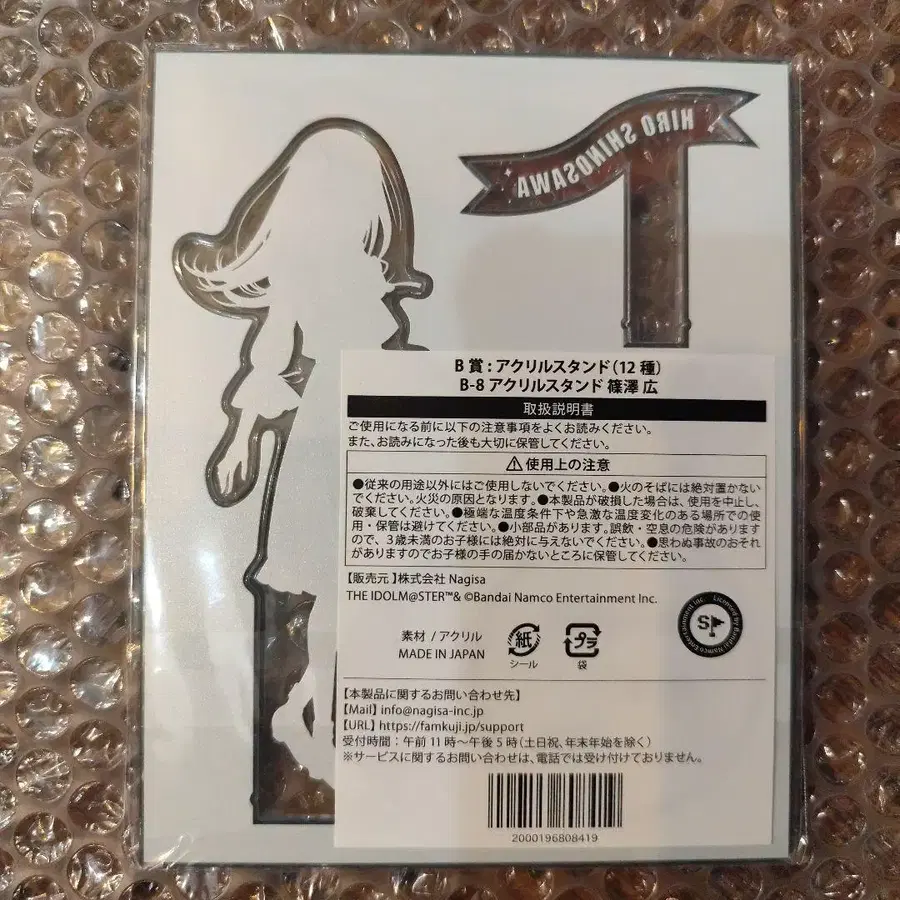 HIRO SHINOSAWA
B 賞 : アクリルスタンド(12 種)
B-8 アクリルスタンド 篠澤 広
取扱説明書
ご使用になる前に以下の注意事項をよくお読みください。
また、お読みになった後も大切に保管してください。
⚠使用上の注意
●従来の用途以外にはご使用しないでください。●火のそばには絶対置かない
でください。火災の原因となります。●本製品が破損した場合は、使用を中止し、
破棄してください。●極端な温度条件下や急激な温度変化のある場所での使
用・保管は避けてください。●小部品があります。誤飲・窒息の危険があります
ので、3歳未満のお子様には絶対に与えないでください。●思わぬ事故のおそれ
がありますのでお子様の手の届かないところに保管してください。
【販売元】株式会社 Nagisa
THE IDOLM@STER™& ©Bandai Namco Entertainment Inc.
Licensed by Bandai Namco Entertainment Inc.
S
素材 / アクリル
MADE IN JAPAN
紙
シール
プラ
袋
【本製品に関するお問い合わせ先】
【Mail】info@nagisa-inc.jp
【URL】https://famkuji.jp/support
受付時間 : 午前 11 時～午後 5 時(土日祝、年末年始を除く)
※サービスに関するお問い合わせは、電話では受け付けておりません。
2000196808419